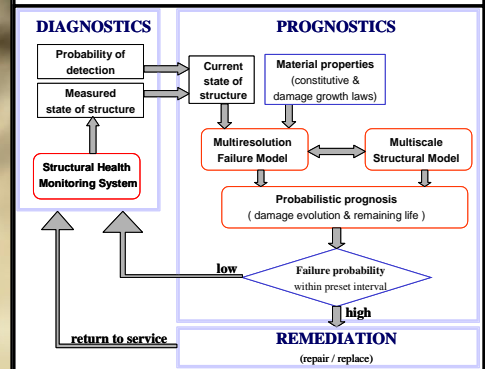 DIAGNOSTICS
PROGNOSTICS
Probability of
detection
Measured
state of structure
Structural Health
Monitoring System
Current
state of
structure
Material properties
(constitutive &
damage growth laws)
Multiresolution
Failure Model
Multiscale
Structural Model
Probabilistic prognosis
( damage evolution & remaining life )
low
Failure probability
within preset interval
high
return to service
REMEDIATION
(repair / replace)